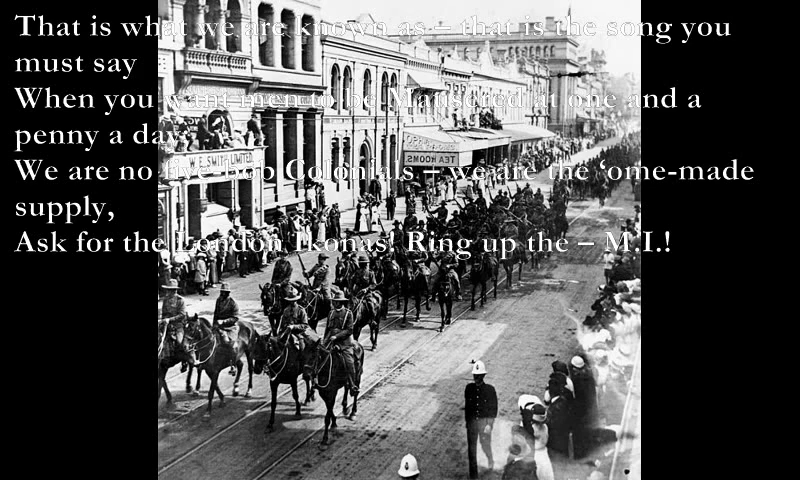 That is what we are known as – that is the song you
must say
When you want men to be Mausered at one and a
penny a day;
We are no five-bob Colonials – we are the ‘ome-made
supply,
Ask for the London Ikonas! Ring up the – M.I.!
W.E. SMITH LIMITED.
TEA ROOMS